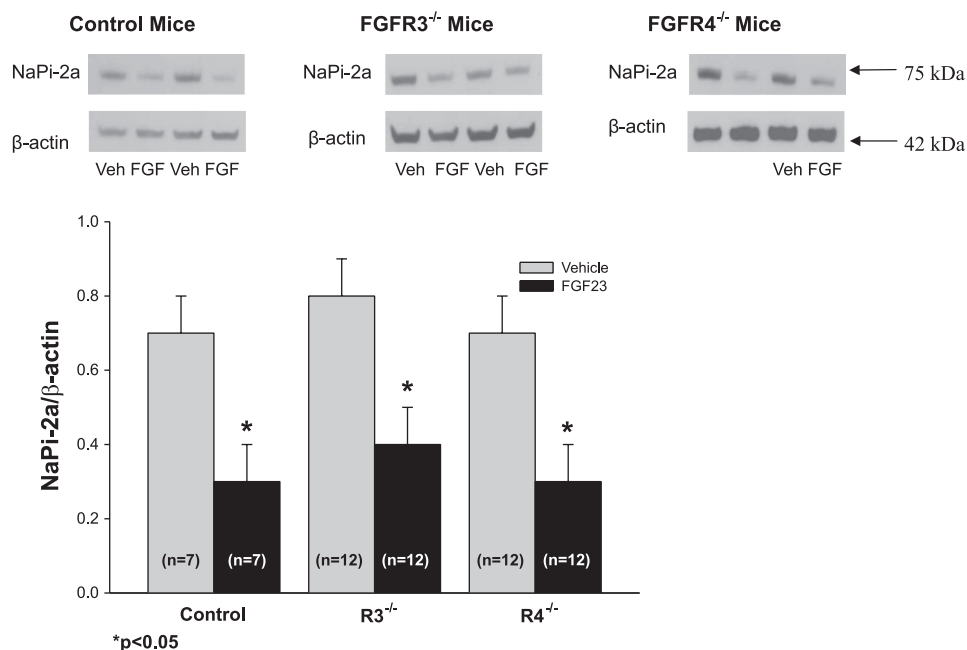 Control Mice
FGFR3-/- Mice
FGFR4-/- Mice
NaPi-2a
β-actin
Veh FGF Veh FGF
NaPi-2a
β-actin
Veh FGF Veh FGF
NaPi-2a
β-actin
Veh FGF
75 kDa
42 kDa
NaPi-2a/β-actin
1.0
0.8
0.6
0.4
0.2
0.0
Vehicle
FGF23
*
*
*
(n=7) (n=7) (n=12) (n=12) (n=12) (n=12)
Control R3-/- R4-/-
*p<0.05